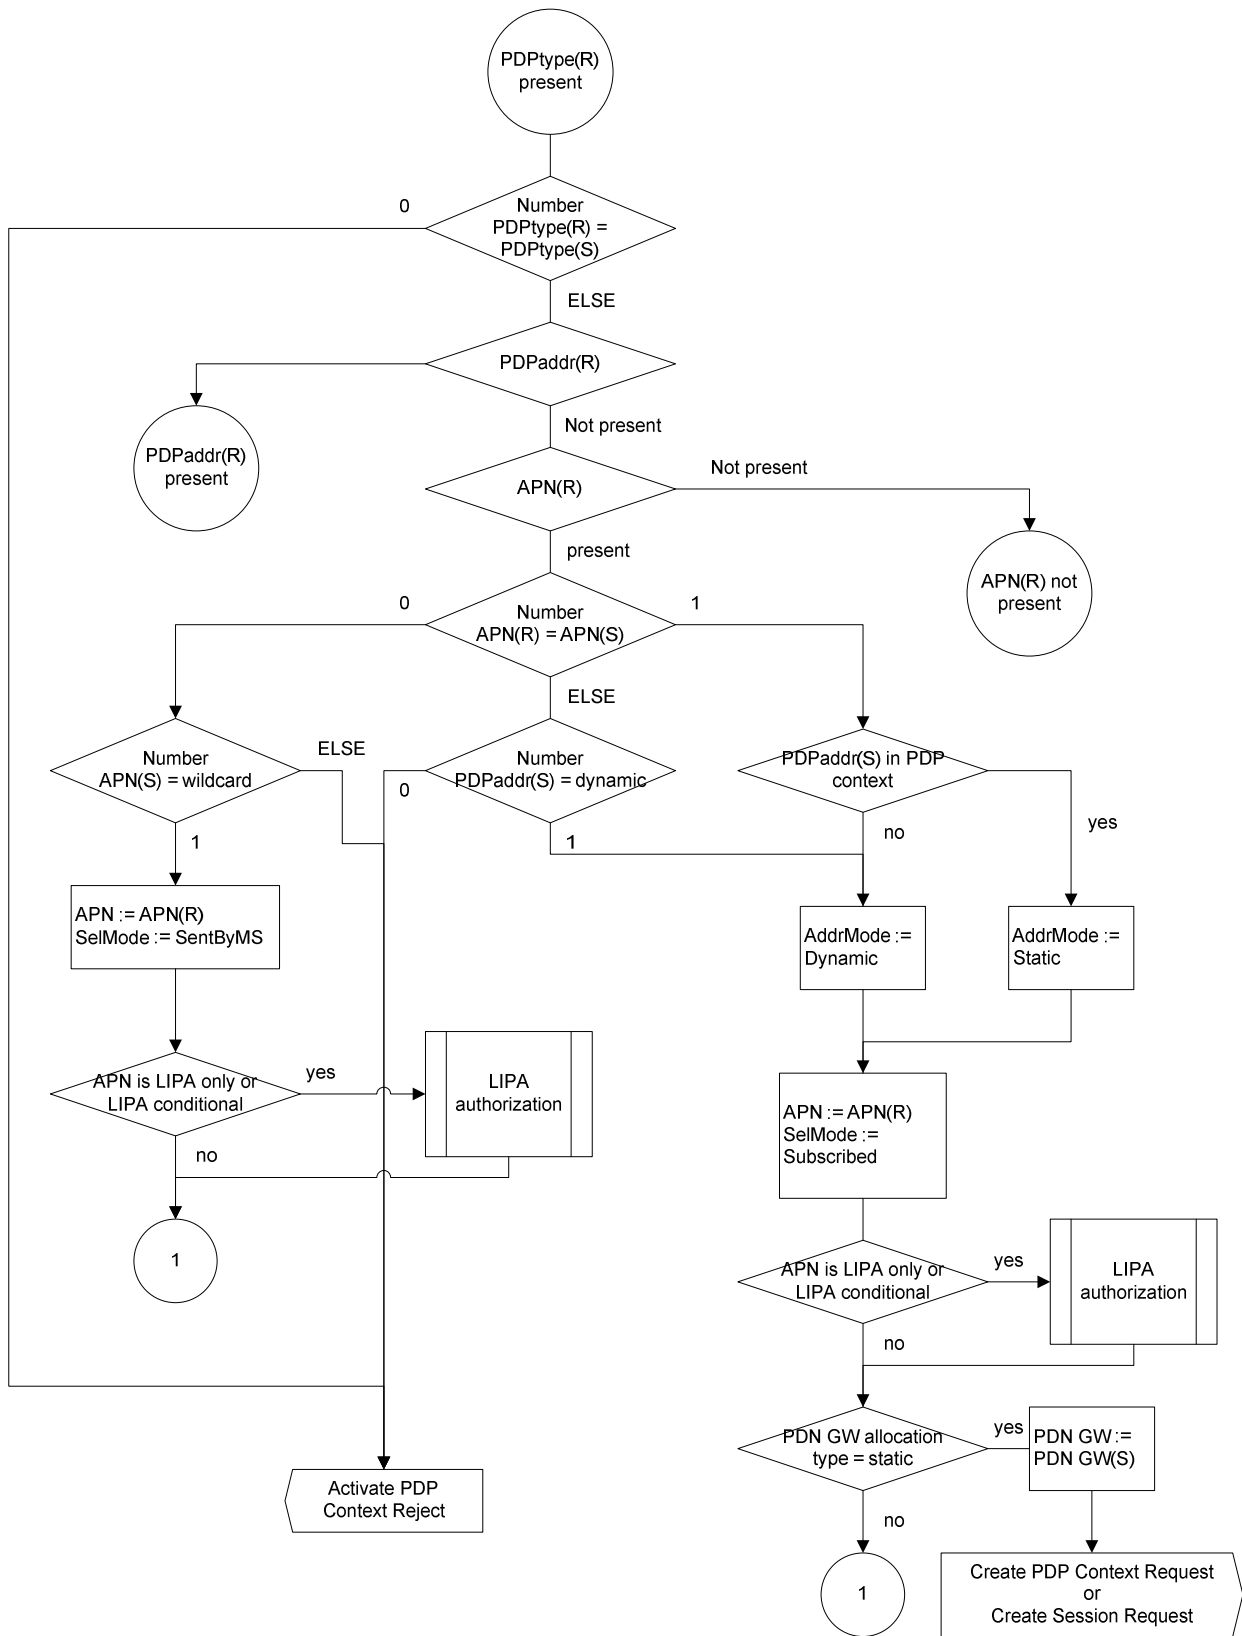 PDPtype(R)
present
0
Number
PDPtype(R) =
PDPtype(S)
ELSE
PDPaddr(R)
Not present
PDPaddr(R)
present
APN(R)
Not present
present
APN(R) not
present
0
Number
APN(R) = APN(S)
1
ELSE
Number
APN(S) = wildcard
ELSE
Number
PDPaddr(S) = dynamic
0
PDPaddr(S) in PDP
context
1
1
no
yes
APN := APN(R)
SelMode := SentByMS
AddrMode :=
Dynamic
AddrMode :=
Static
APN is LIPA only or
LIPA conditional
yes
LIPA
authorization
no
APN := APN(R)
SelMode :=
Subscribed
1
APN is LIPA only or
LIPA conditional
yes
LIPA
authorization
no
PDN GW allocation
type = static
yes
PDN GW :=
PDN GW(S)
Activate PDP
Context Reject
no
1
Create PDP Context Request
or
Create Session Request